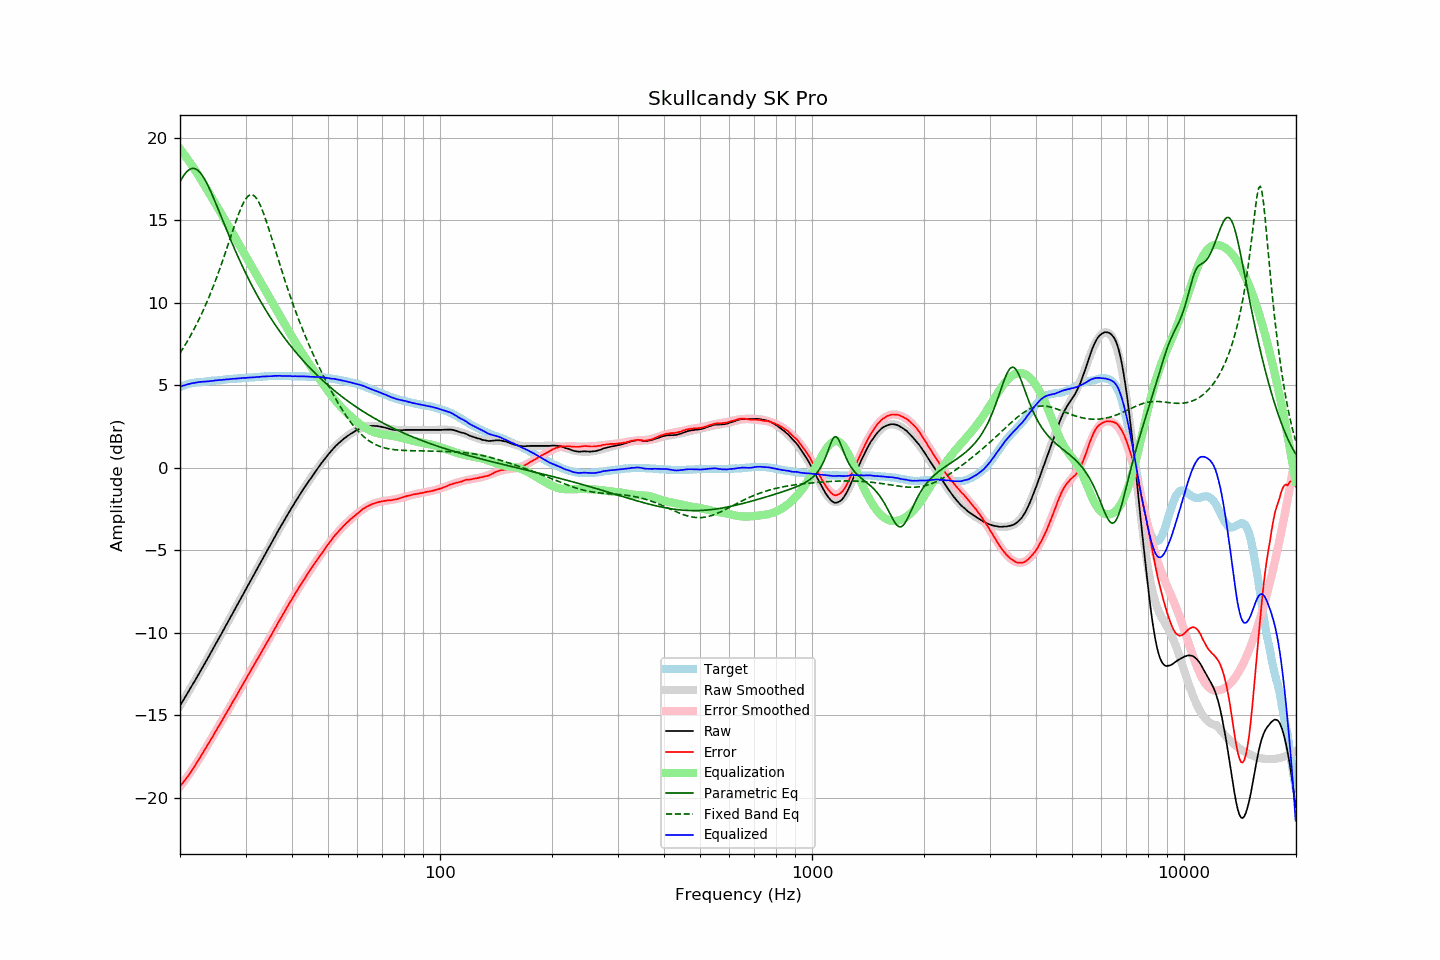 Skullcandy SK Pro
Amplitude (dBr)
20
15
10
5
0
−5
−10
−15
−20
Target
Raw Smoothed
Error Smoothed
Raw
Error
Equalization
Parametric Eq
Fixed Band Eq
Equalized
100
1000
10000
Frequency (Hz)